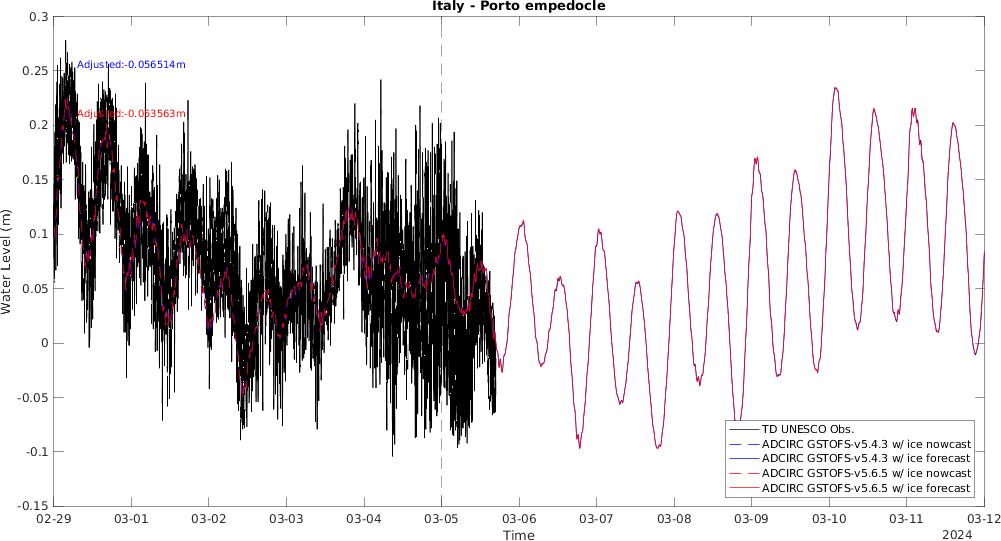 Italy - Porto empedocle
0.3
0.25
0.2
0.15
0.1
0.05
0
-0.05
-0.1
-0.15
Water Level (m)
Adjusted:-0.056514m
Adjusted:-0.063563m
TD UNESCO Obs.
ADCIRC GSTOFS-v5.4.3 w/ ice nowcast
ADCIRC GSTOFS-v5.4.3 w/ ice forecast
ADCIRC GSTOFS-v5.6.5 w/ ice nowcast
ADCIRC GSTOFS-v5.6.5 w/ ice forecast
02-29 03-01 03-02 03-03 03-04 03-05 03-06 03-07 03-08 03-09 03-10 03-11 03-12
Time
2024